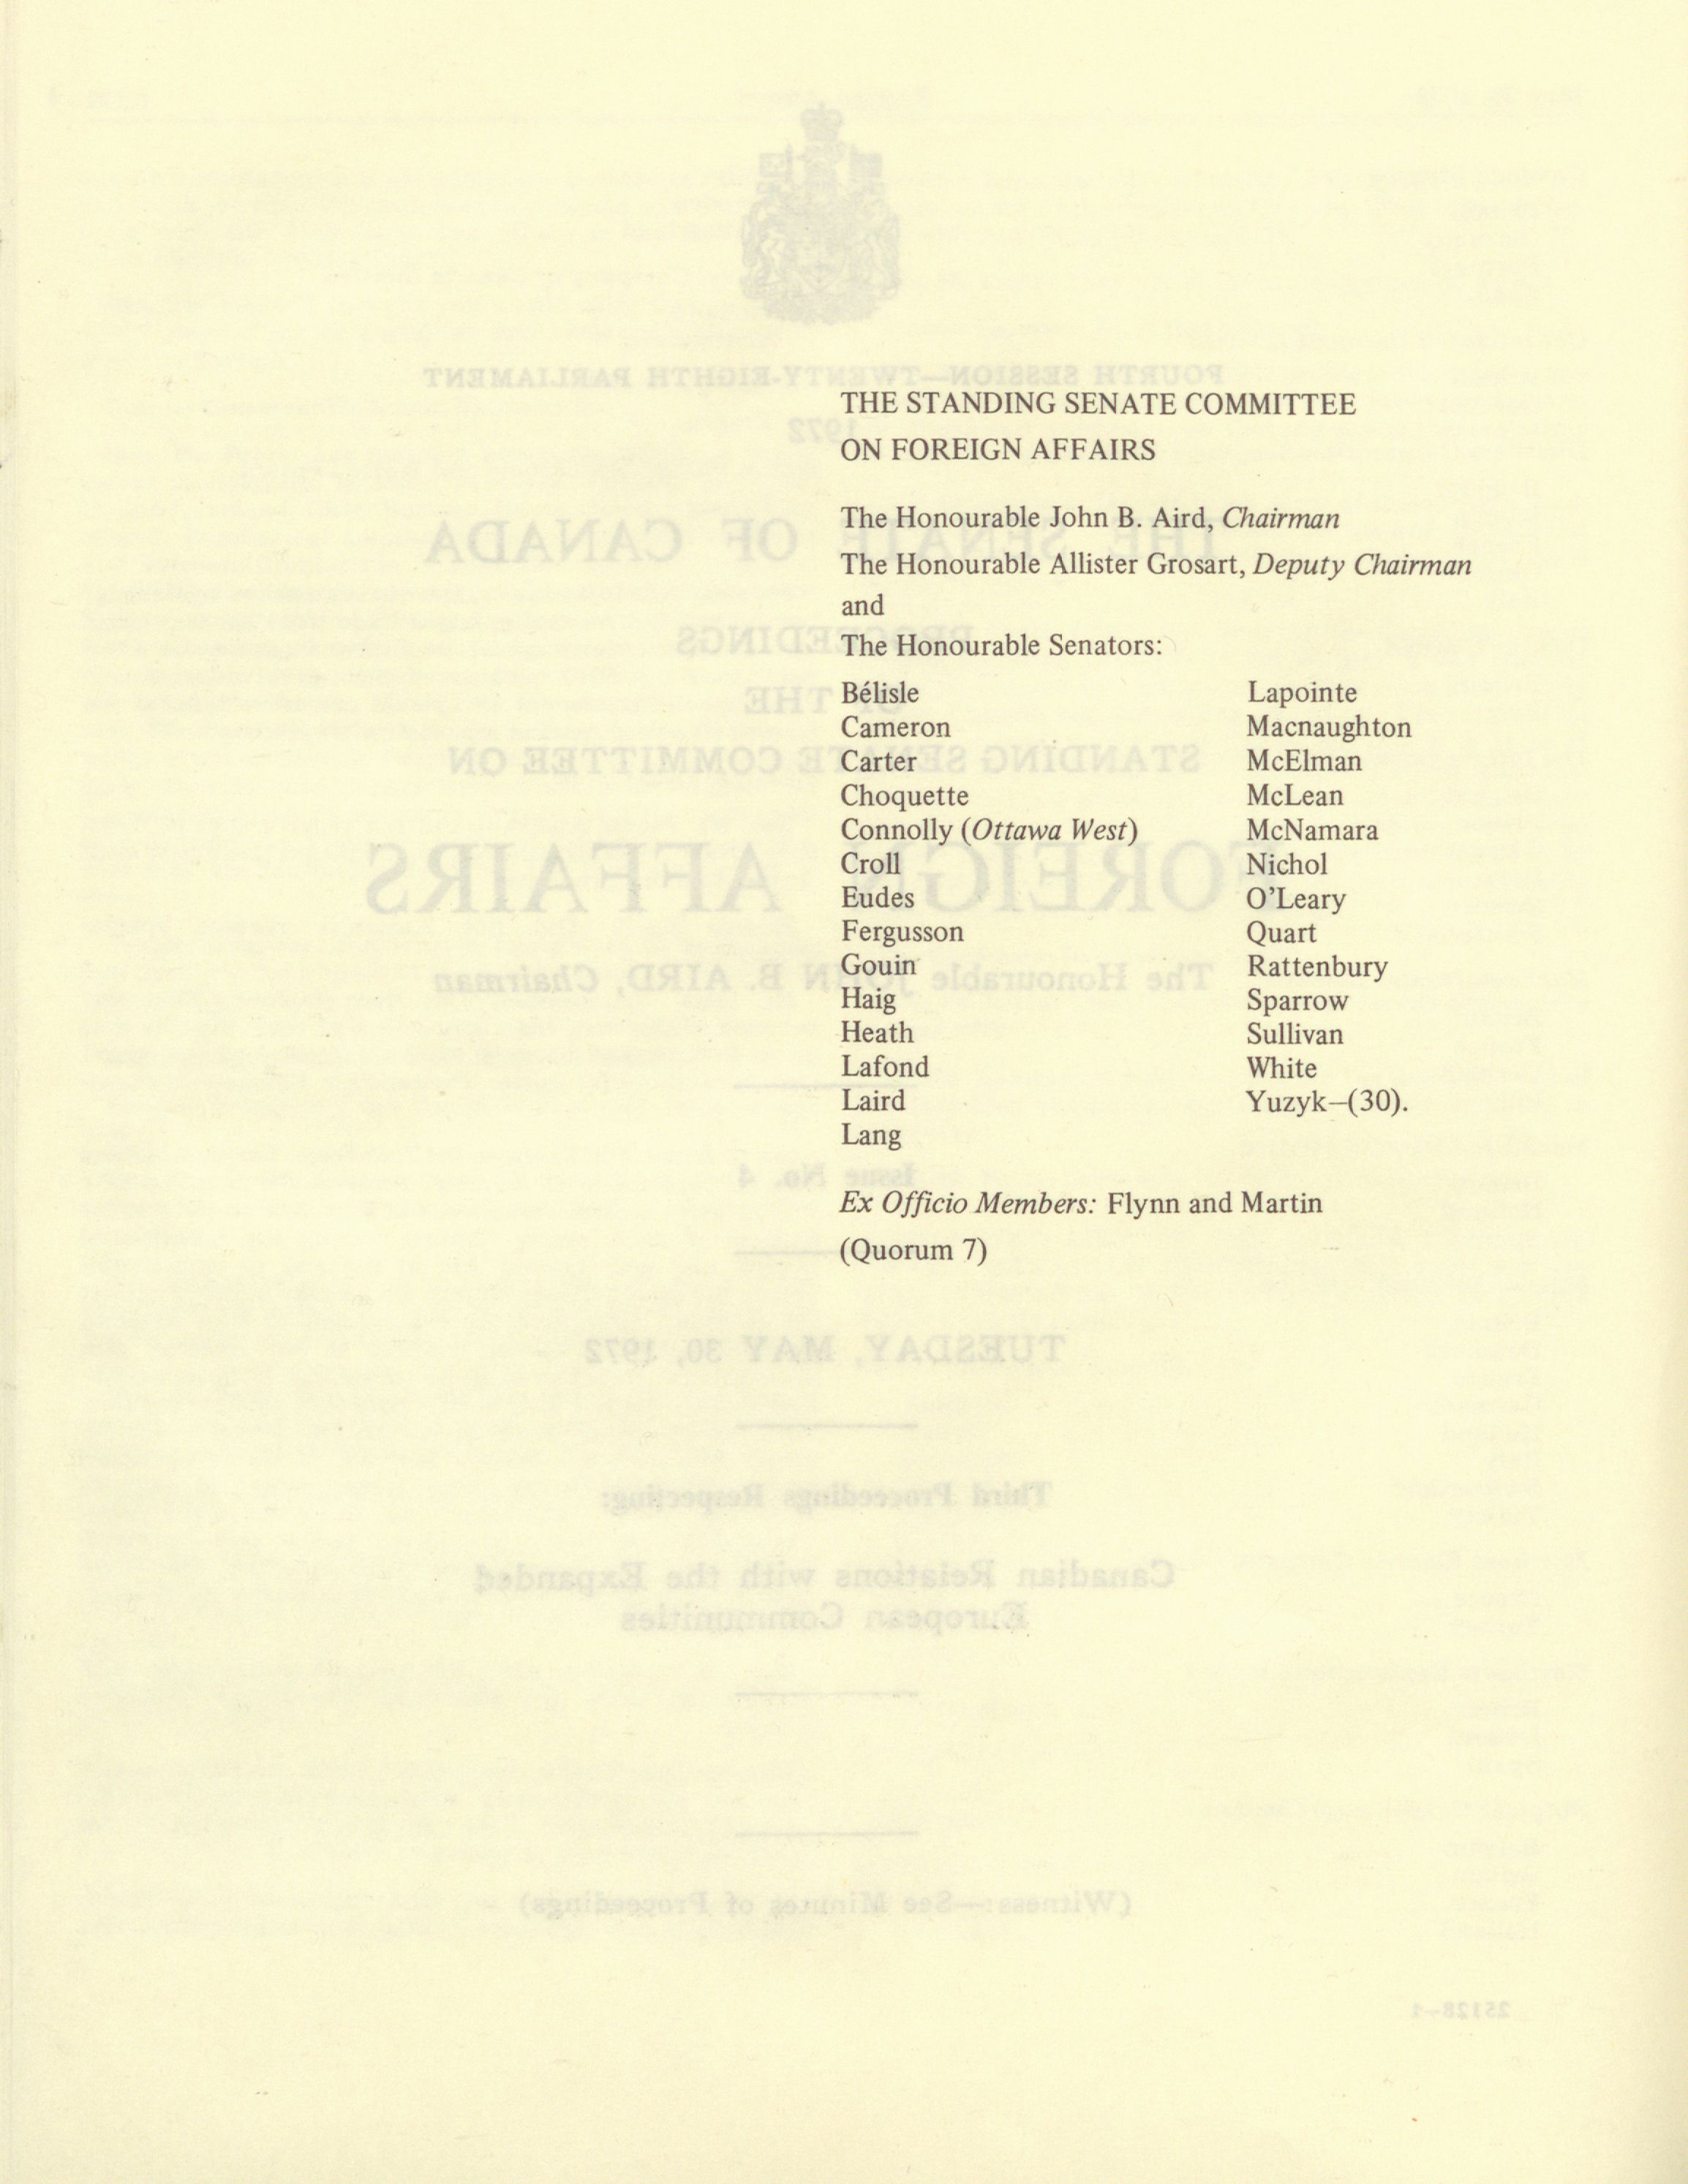 THE STANDING SENATE COMMITTEE
ON FOREIGN AFFAIRS
The Honourable John B. Aird, Chairman
The Honourable Allister Grosart, Deputy Chairman
and
The Honourable Senators:
Bélisle
Cameron
Carter
Choquette
Connolly (Ottawa West)
Croll
Eudes
Fergusson
Gouin
Haig
Heath
Lafond
Laird
Lang
Lapointe
Macnaughton
McElman
McLean
McNamara
Nichol
O'Leary
Quart
Rattenbury
Sparrow
Sullivan
White
Yuzyk–(30).
Ex Officio Members: Flynn and Martin
(Quorum 7)